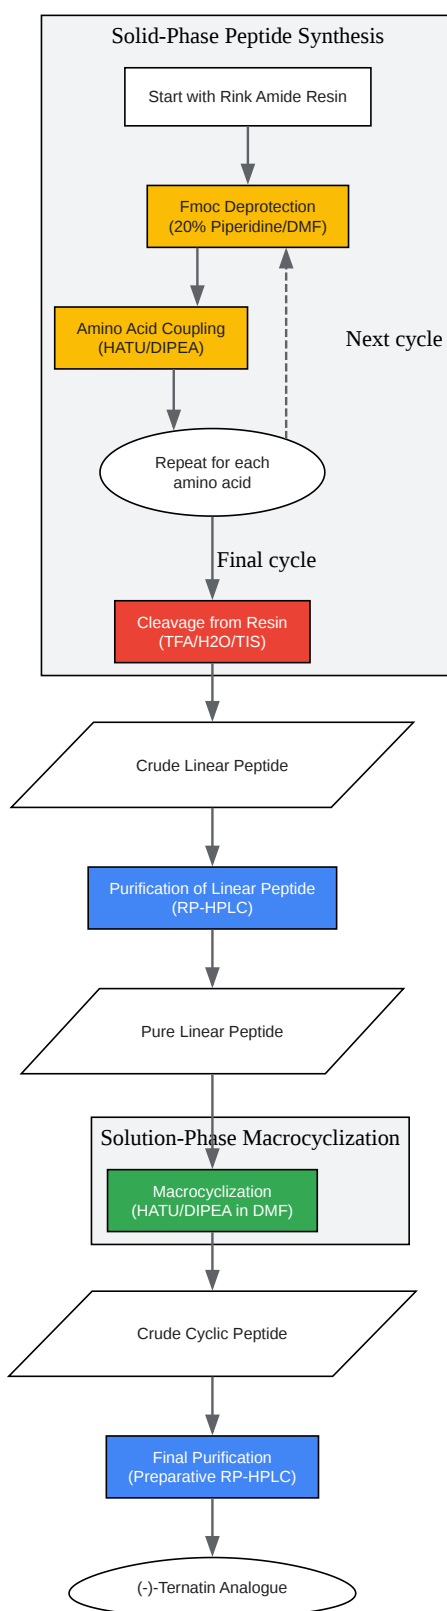 Solid-Phase Peptide Synthesis
Start with Rink Amide Resin
Fmoc Deprotection
(20% Piperidine/DMF)
Amino Acid Coupling
(HATU/DIPEA)
Next cycle
Repeat for each
amino acid
Final cycle
Cleavage from Resin
(TFA/H2O/TIS)
Crude Linear Peptide
Purification of Linear Peptide
(RP-HPLC)
Pure Linear Peptide
Solution-Phase Macrocyclization
Macrocyclization
(HATU/DIPEA in DMF)
Crude Cyclic Peptide
Final Purification
(Preparative RP-HPLC)
(-)-Ternatin Analogue